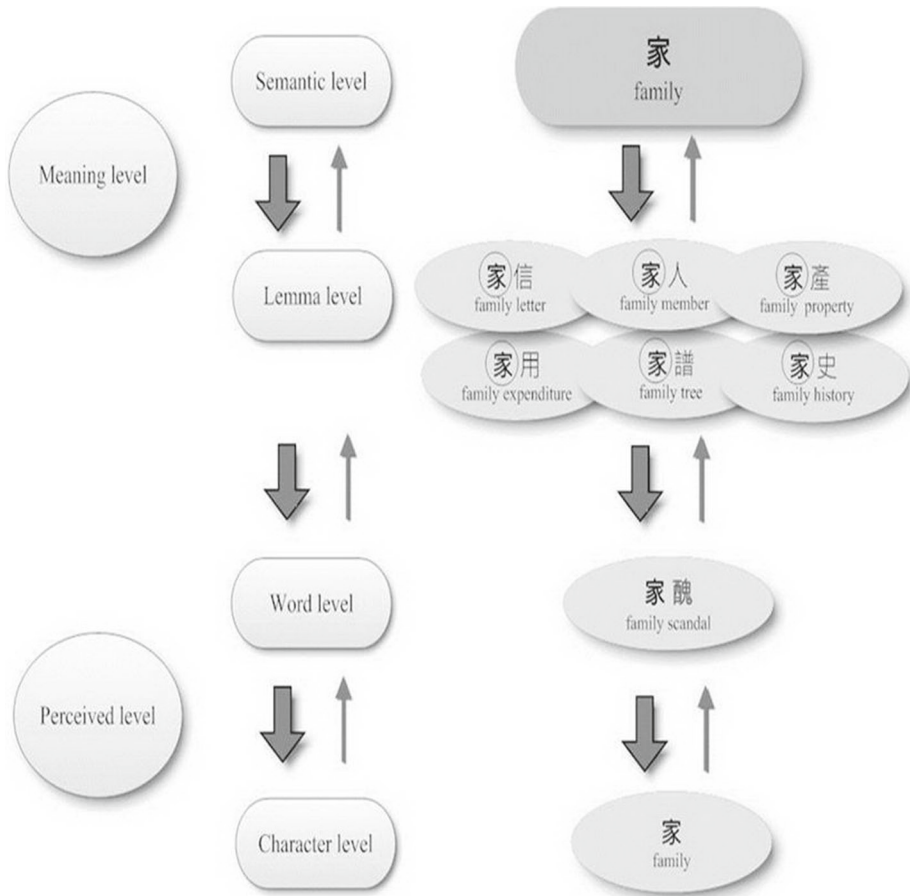 Meaning level
Semantic level
家
family
Lemma level
家信
family letter
家人
family member
家產
family property
家用
family expenditure
家譜
family tree
家史
family history
Perceived level
Word level
家醜
family scandal
Character level
家
family